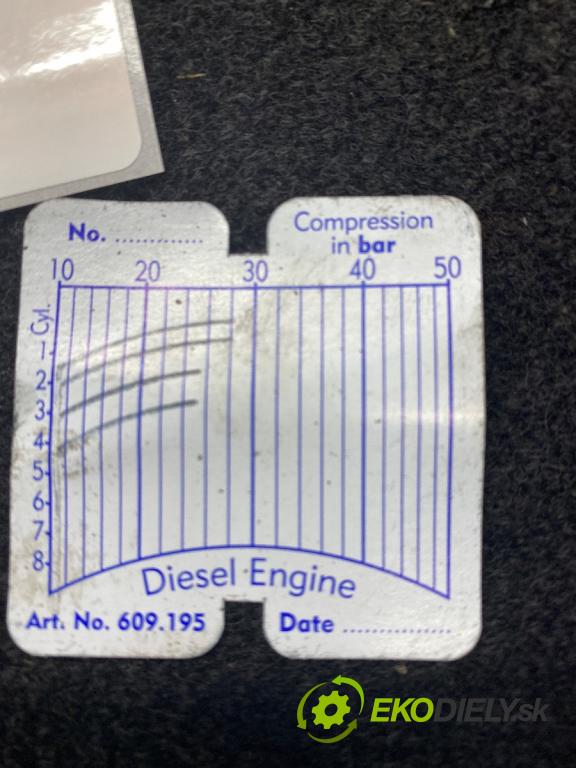 No. ..............
Compression
in bar
10 20 30 40 50
Cyl.
1
2
3
4
5
6
7
8
Diesel Engine
Art. No. 609.195
Date .................
EKODIELY.sk